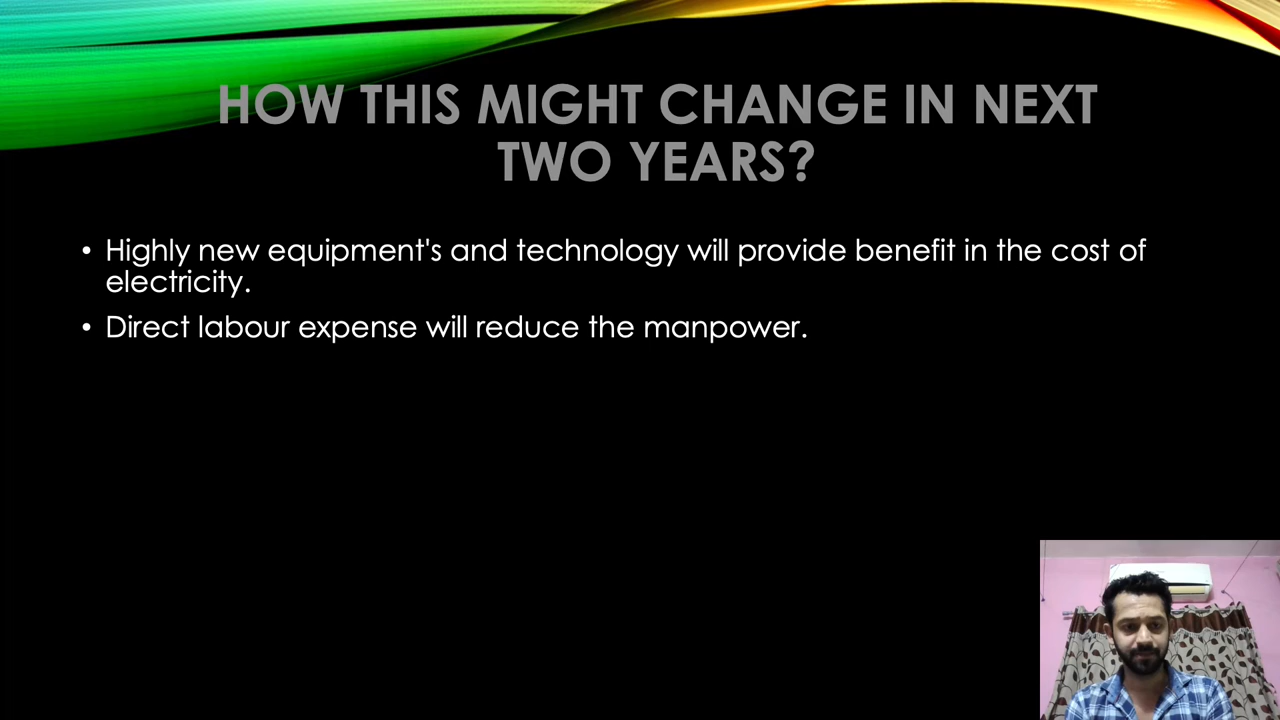 HOW THIS MIGHT CHANGE IN NEXT
TWO YEARS?
• Highly new equipment's and technology will provide benefit in the cost of
electricity.
• Direct labour expense will reduce the manpower.